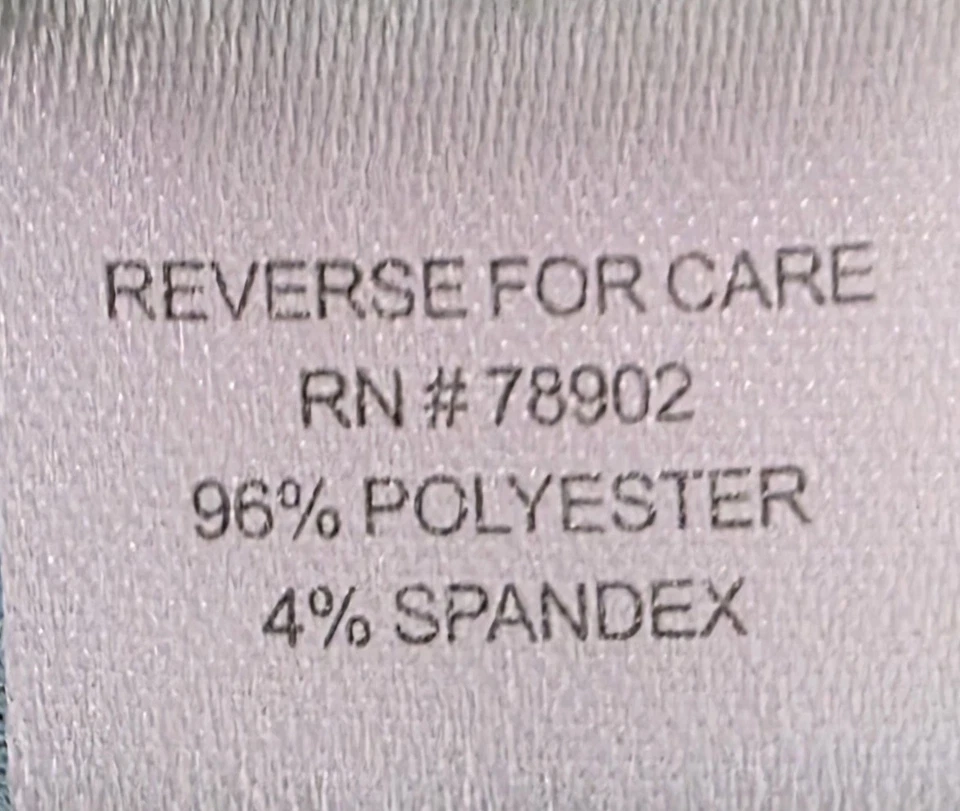 REVERSE FOR CARE
RN # 78902
96% POLYESTER
4% SPANDEX